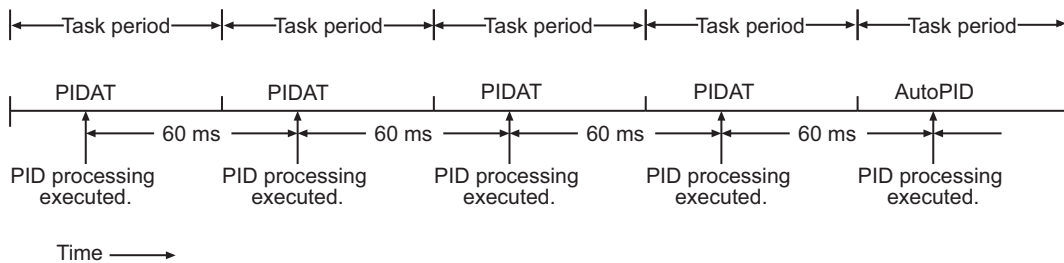 Task period Task period Task period Task period Task period
PIDAT PIDAT PIDAT PIDAT AutoPID
60 ms 60 ms 60 ms 60 ms
PID processing executed.
PID processing executed.
PID processing executed.
PID processing executed.
PID processing executed.
Time